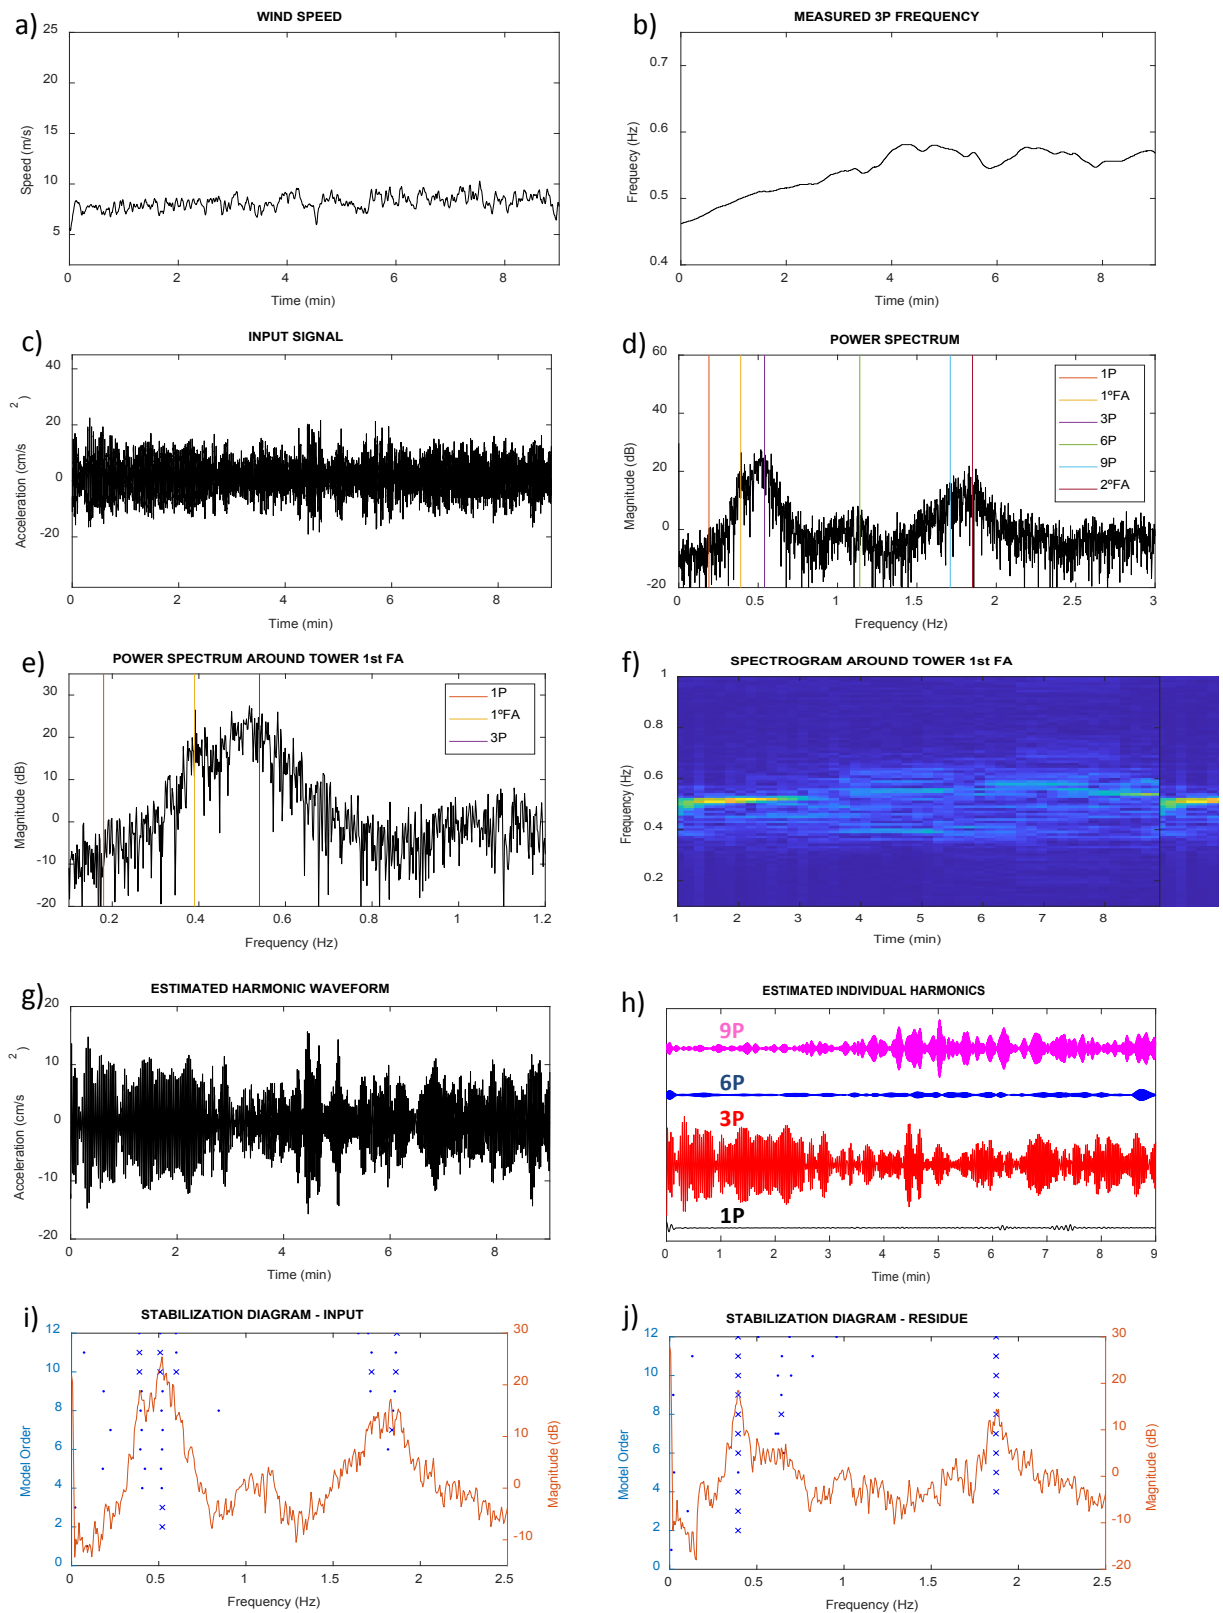 a)
WIND SPEED
25
20
15
10
5
Speed (m/s)
0 2 4 6 8
Time (min)
b)
MEASURED 3P FREQUENCY
0.7
0.6
0.5
0.4
Frequecy (Hz)
0 2 4 6 8
Time (min)
c)
INPUT SIGNAL
40
20
0
-20
Acceleration (cm/s 2 )
0 2 4 6 8
Time (min)
d)
POWER SPECTRUM
60
40
20
0
-20
Magnitude (dB)
1P
1ºFA
3P
6P
9P
2ºFA
0 0.5 1 1.5 2 2.5 3
Frequency (Hz)
e)
POWER SPECTRUM AROUND TOWER 1st FA
30
20
10
0
-10
-20
Magnitude (dB)
1P
1ºFA
3P
0.2 0.4 0.6 0.8 1 1.2
Frequency (Hz)
f)
SPECTROGRAM AROUND TOWER 1st FA
1
0.8
0.6
0.4
0.2
Frequency (Hz)
1 2 3 4 5 6 7 8
Time (min)
g)
ESTIMATED HARMONIC WAVEFORM
20
10
0
-10
-20
Acceleration (cm/s 2 )
0 2 4 6 8
Time (min)
h)
ESTIMATED INDIVIDUAL HARMONICS
9P
6P
3P
1P
0 1 2 3 4 5 6 7 8 9
Time (min)
i)
STABILIZATION DIAGRAM - INPUT
12
10
8
6
4
2
0
Model Order
30
20
10
0
-10
Magnitude (dB)
0 0.5 1 1.5 2 2.5
Frequency (Hz)
j)
STABILIZATION DIAGRAM - RESIDUE
12
10
8
6
4
2
0
Model Order
30
20
10
0
-10
-20
Magnitude (dB)
0 0.5 1 1.5 2 2.5
Frequency (Hz)